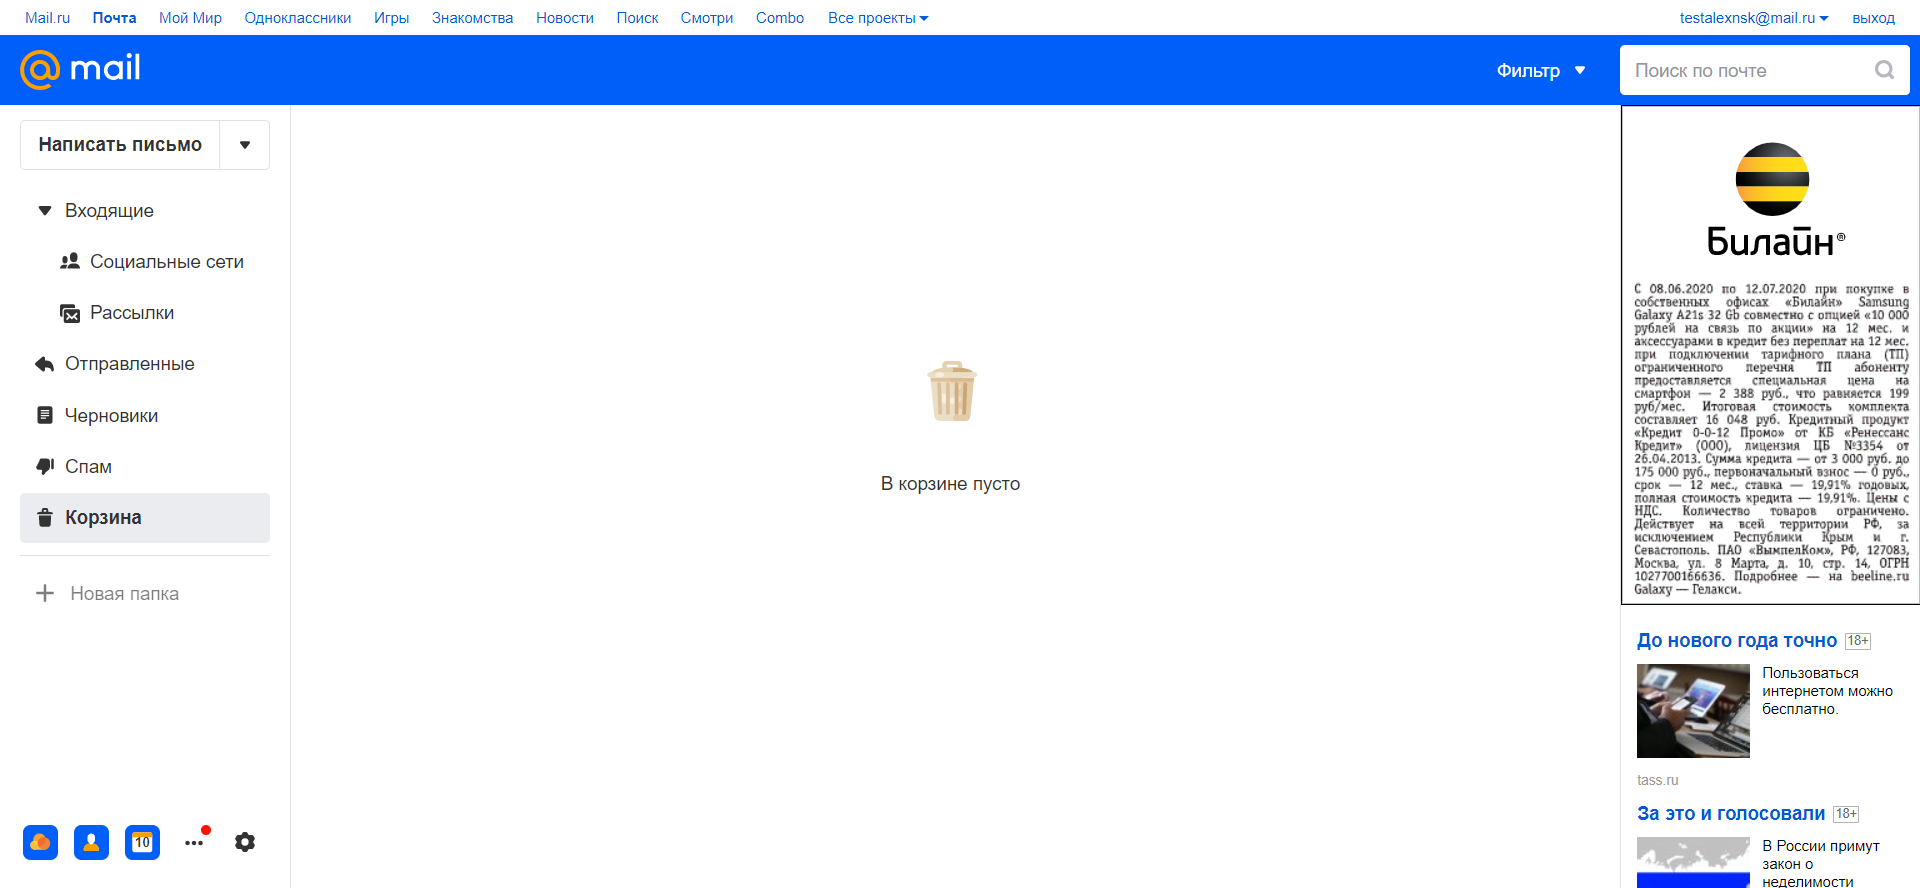 Mail.ru Почта Мой Мир Одноклассники Игры Знакомства Новости Поиск Смотри Combo Все проекты testalexnsk@mail.ru выход
@mail Фильтр Поиск по почте
Написать письмо
Входящие
Социальные сети
Рассылки
Отправленные
Черновики
Спам
Корзина
Новая папка
10
В корзине пусто
Билайн®
С 08.06.2020 по 12.07.2020 при покупке в
собственных офисах «Билайн» Samsung
Galaxy A21s 32 Gb совместно с опцией «10 000
рублей на связь по акции» на 12 мес. и
аксессуарами в кредит без переплат на 12 мес.
при подключении тарифного плана (ТП)
ограниченного перечня ТП абоненту
предоставляется специальная цена на
смартфон — 2 388 руб., что равняется 199
руб/мес. Итоговая стоимость комплекта
составляет 16 048 руб. Кредитный продукт
«Кредит 0-0-12 Промо» от КБ «Ренессанс
Кредит» (ООО), лицензия ЦБ №3354 от
26.04.2013. Сумма кредита — от 3 000 руб. до
175 000 руб., первоначальный взнос — 0 руб.,
срок — 12 мес., ставка — 19,91% годовых,
полная стоимость кредита — 19,91%. Цены с
НДС. Количество товаров ограничено.
Действует на всей территории РФ, за
исключением Республики Крым и г.
Севастополь. ПАО «ВымпелКом», РФ, 127083,
Москва, ул. 8 Марта, д. 10, стр. 14, ОГРН
1027700166636. Подробнее — на beeline.ru
Galaxy — Гелакси.
До нового года точно 18+
Пользоваться
интернетом можно
бесплатно.
tass.ru
За это и голосовали 18+
В России примут
закон о
неделимости